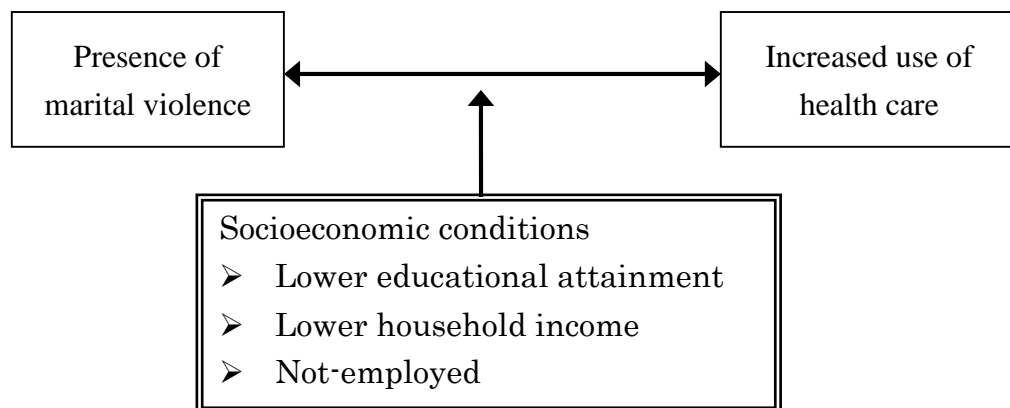 Presence of
marital violence
Increased use of
health care
Socioeconomic conditions
➢ Lower educational attainment
➢ Lower household income
➢ Not-employed